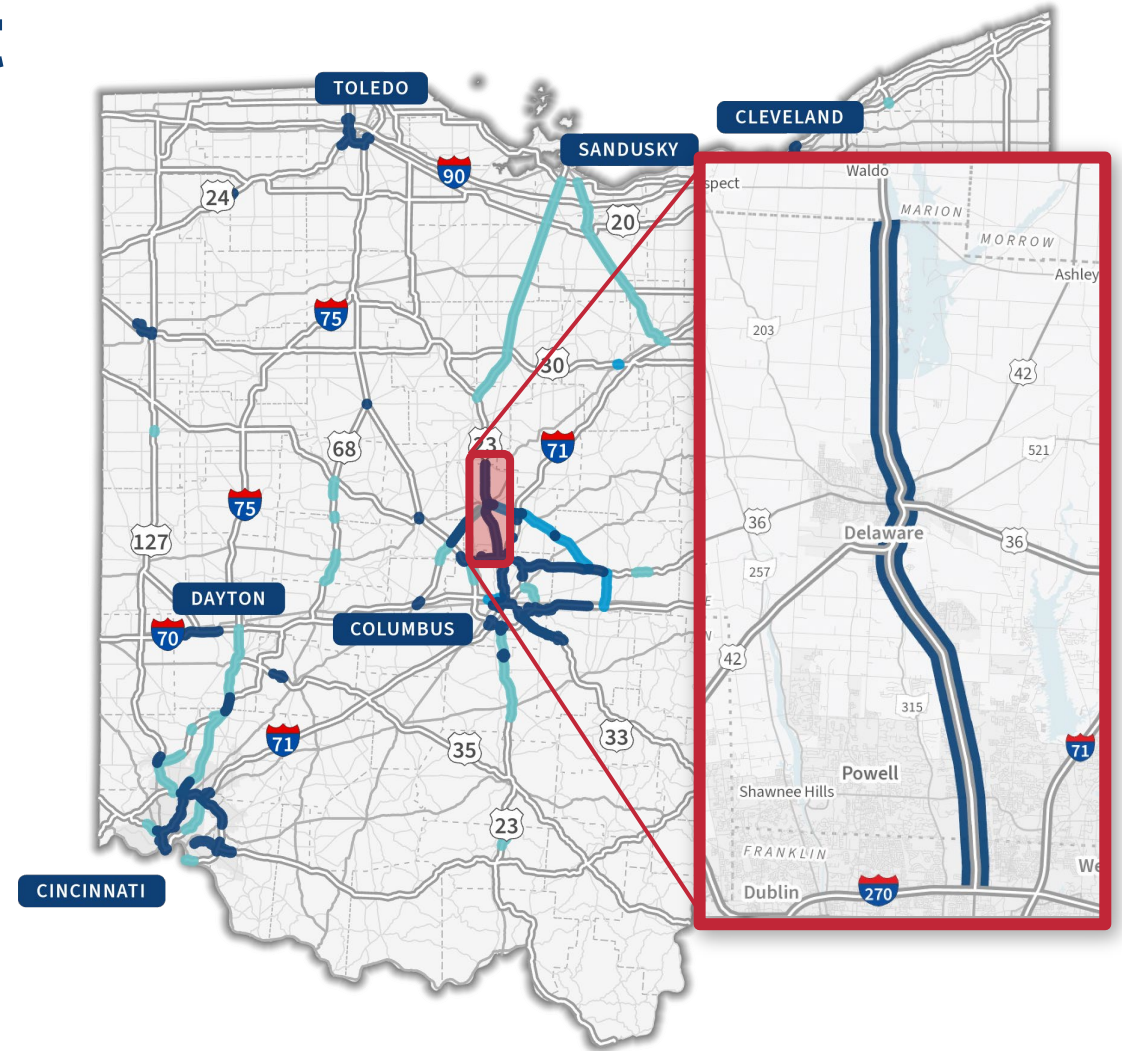 TOLEDO
CLEVELAND
SANDUSKY
90
24
20
75
30
68
23
71
75
127
DAYTON
70
COLUMBUS
71
35
33
23
CINCINNATI
Waldo
MARION
MORROW
Ashley
203
42
521
36
Delaware
36
257
42
315
71
Powell
Shawnee Hills
FRANKLIN
Dublin
270